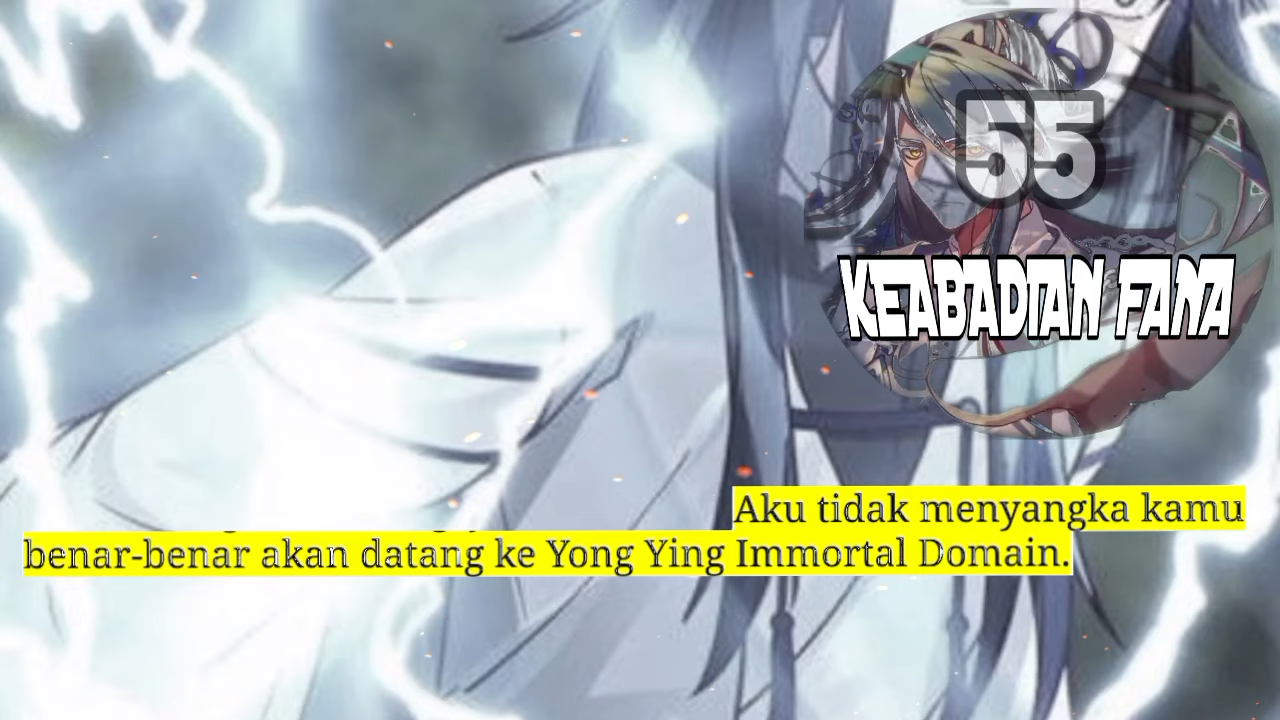 55
KEABADIAN FANA
Aku tidak menyangka kamu
benar-benar akan datang ke Yong Ying Immortal Domain.